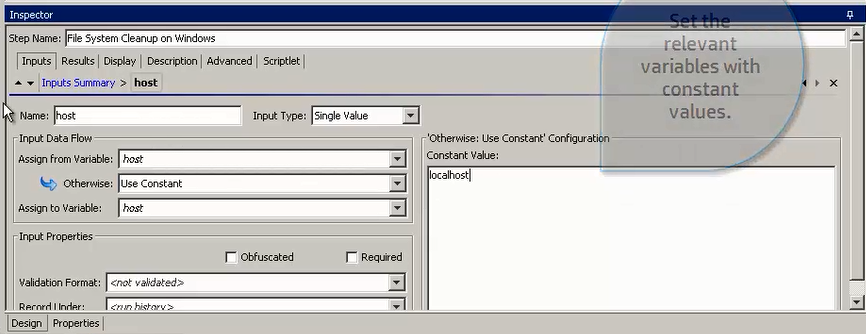 Inspector
Set the
relevant
variables with
constant
values.
Step Name: File System Cleanup on Windows
Inputs Results Display Description Advanced Scriptlet
Inputs Summary > host
Name: host Input Type: Single Value
Input Data Flow
Assign from Variable: host
Otherwise: Use Constant
Assign to Variable: host
'Otherwise: Use Constant' Configuration
Constant Value:
localhost
Input Properties
Obfuscated Required
Validation Format: <not validated>
Record Under: <run history>
Design Properties